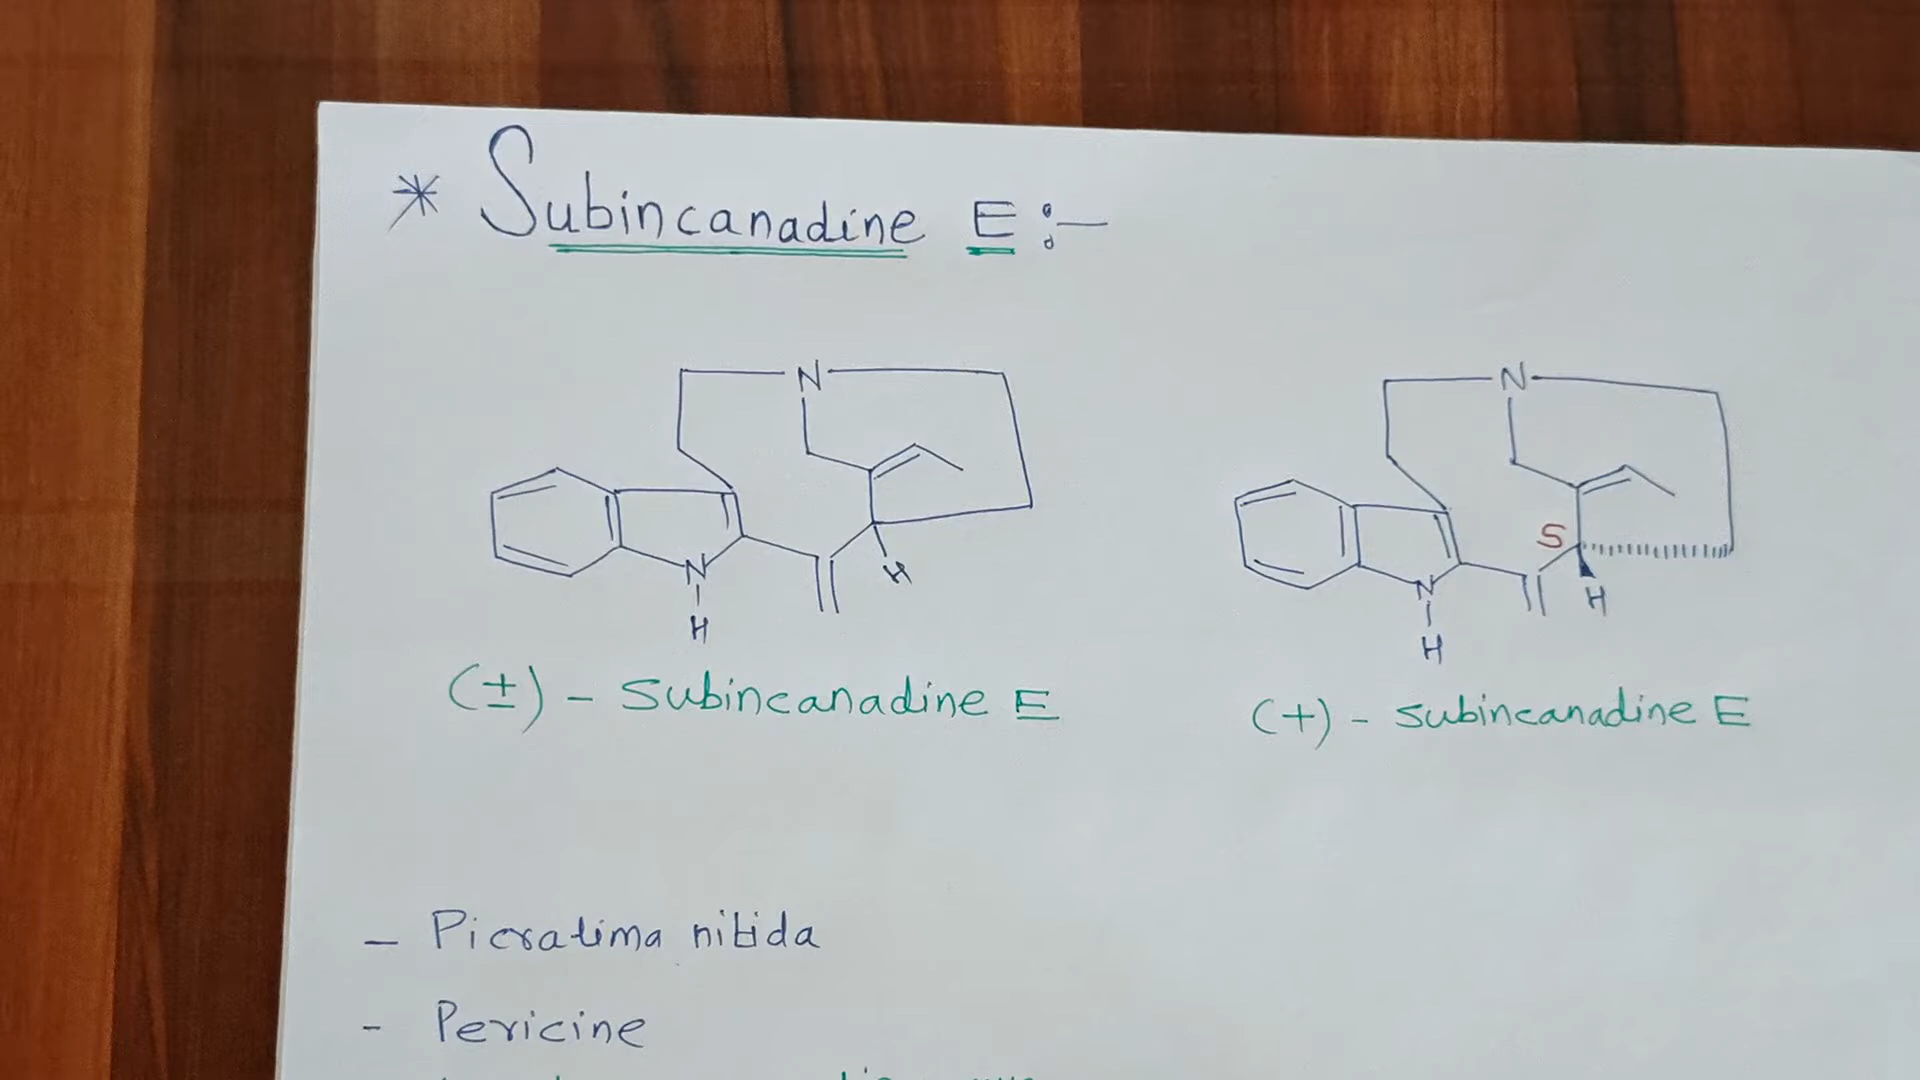 * Subincanadine E :-
N
N
H
H
(±) - Subincanadine E
N
S
N
H
H
(+) - Subincanadine E
- Picratima nitida
- Pericine